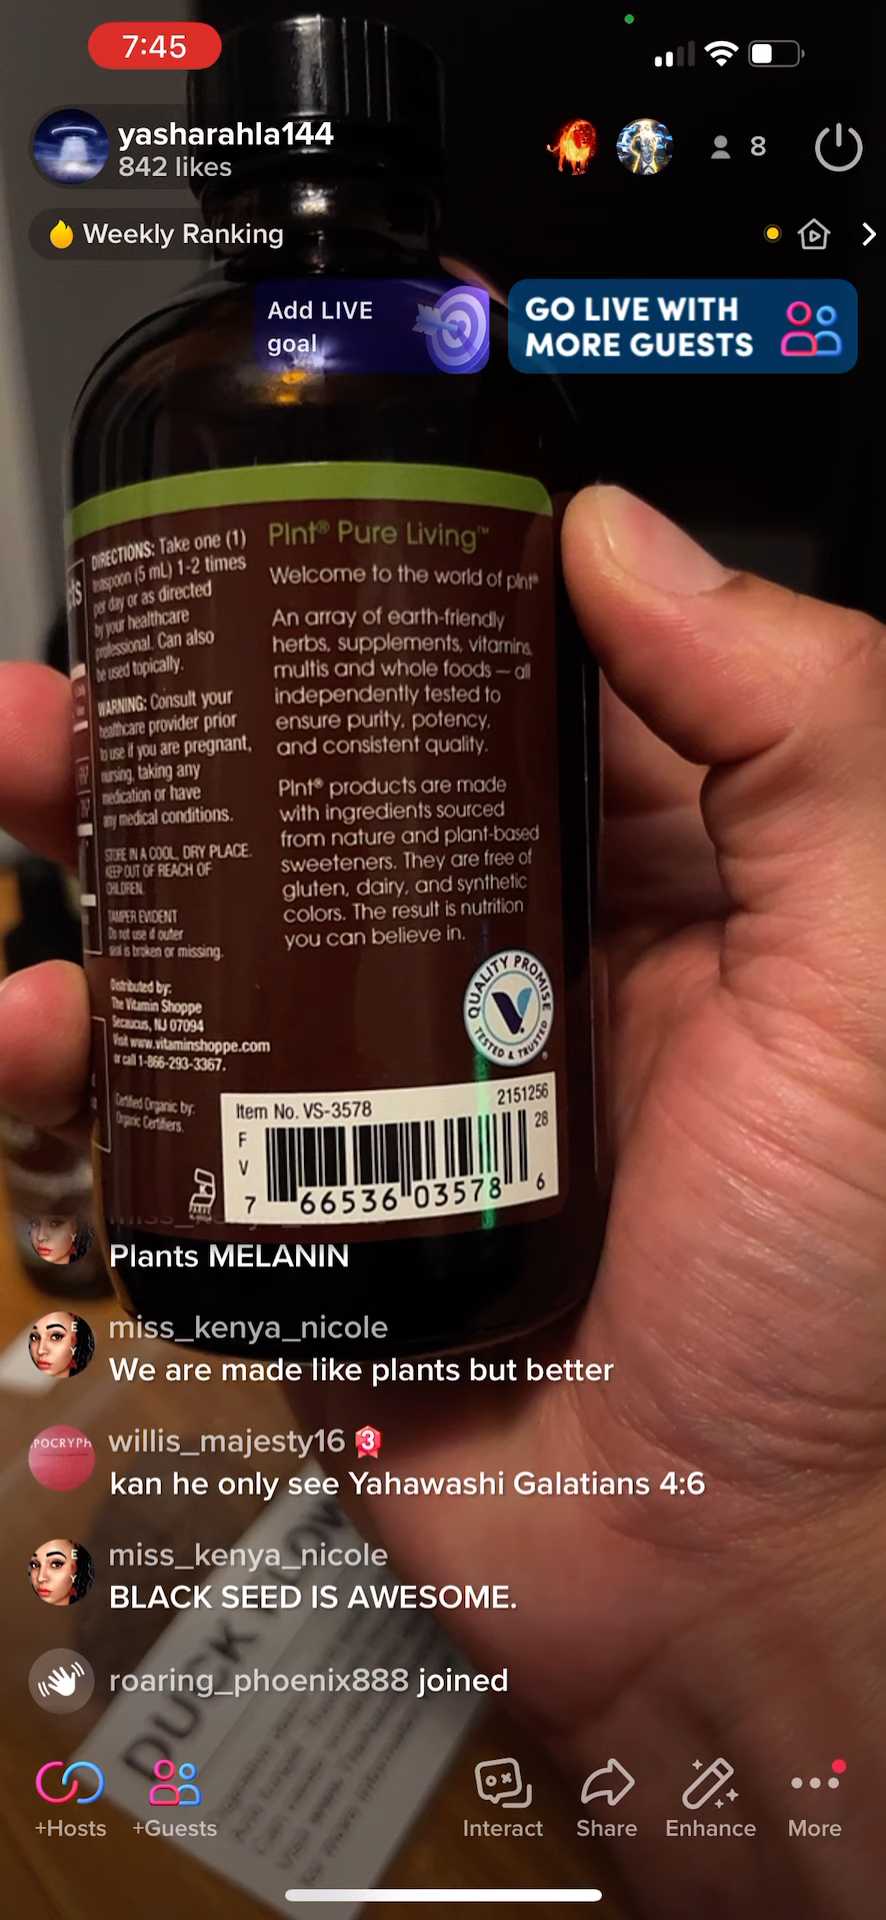 7:45
yasharahla144
842 likes
8
Weekly Ranking
Add LIVE
goal
GO LIVE WITH
MORE GUESTS
DIRECTIONS: Take one (1)
teaspoon (5 mL) 1-2 times
per day or as directed
by your healthcare
professional. Can also
be used topically.
WARNING: Consult your
healthcare provider prior
to use if you are pregnant,
nursing, taking any
medication or have
any medical conditions.
STORE IN A COOL, DRY PLACE.
KEEP OUT OF REACH OF
CHILDREN.
TAMPER EVIDENT
Do not use if outer
seal is broken or missing.
Distributed by:
The Vitamin Shoppe
Secaucus, NJ 07094
Visit www.vitaminshoppe.com
or call 1-866-293-3367.
Certified Organic by:
Organic Certifiers.
Plnt® Pure Living™
Welcome to the world of plnt®
An array of earth-friendly
herbs, supplements, vitamins,
multis and whole foods — all
independently tested to
ensure purity, potency,
and consistent quality.
Plnt® products are made
with ingredients sourced
from nature and plant-based
sweeteners. They are free of
gluten, dairy, and synthetic
colors. The result is nutrition
you can believe in.
QUALITY PROMISE
V
TESTED & TRUSTED
Item No. VS-3578
2151256
28
F
V
7 66536 03578 6
Plants MELANIN
miss_kenya_nicole
We are made like plants but better
willis_majesty16 3
kan he only see Yahawashi Galatians 4:6
miss_kenya_nicole
BLACK SEED IS AWESOME.
roaring_phoenix888 joined
DUCK
+Hosts
+Guests
Interact
Share
Enhance
More